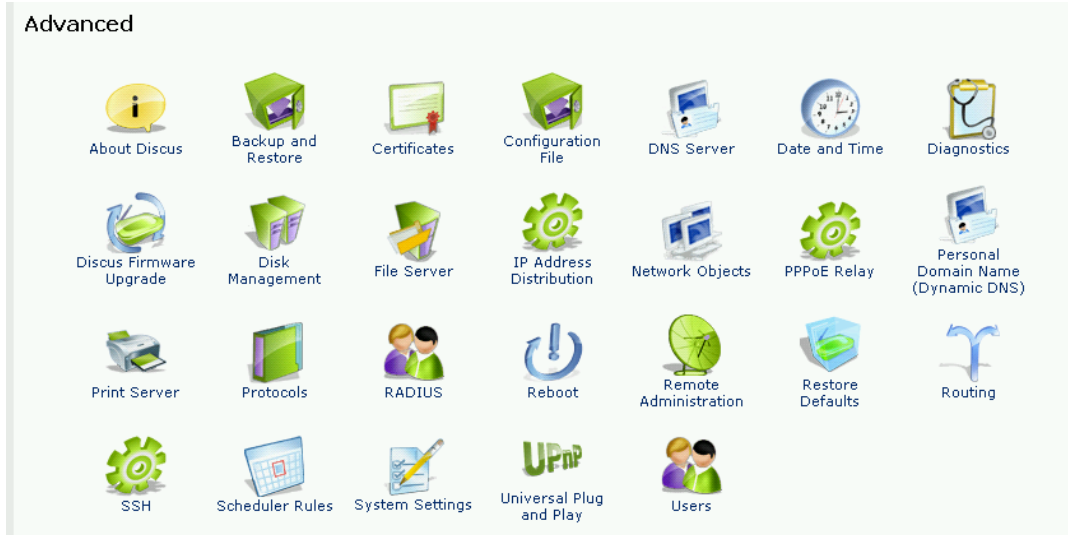 Advanced
About Discus
Backup and
Restore
Certificates
Configuration
File
DNS Server
Date and Time
Diagnostics
Discus Firmware
Upgrade
Disk
Management
File Server
IP Address
Distribution
Network Objects
PPPoE Relay
Personal
Domain Name
(Dynamic DNS)
Print Server
Protocols
RADIUS
Reboot
Remote
Administration
Restore
Defaults
Routing
SSH
Scheduler Rules
System Settings
UPnP
Universal Plug
and Play
Users